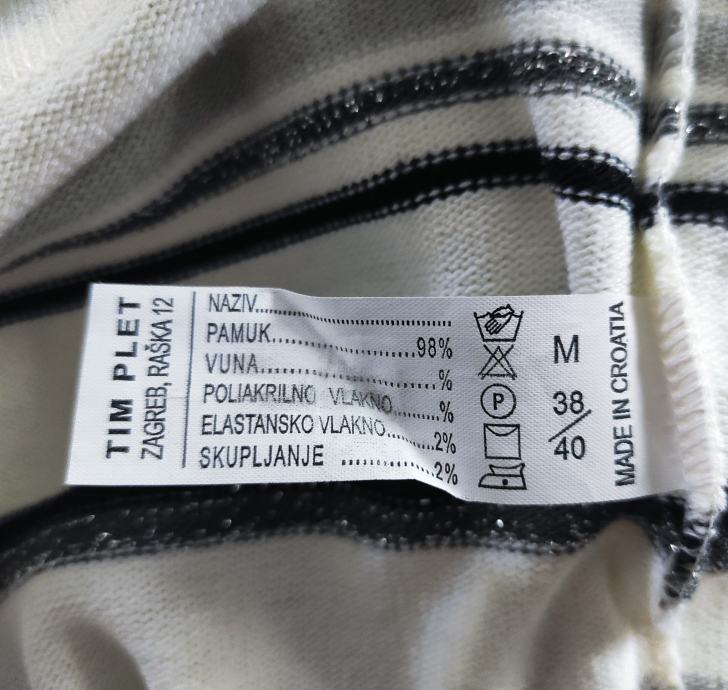 TIM PLET
ZAGREB, RAŠKA 12
NAZIV................................................
PAMUK..............................98%
VUNA......................................%
POLIAKRILNO VLAKNO..........%
ELASTANSKO VLAKNO..........2%
SKUPLJANJE ..................2%
P
M
38/40
MADE IN CROATIA